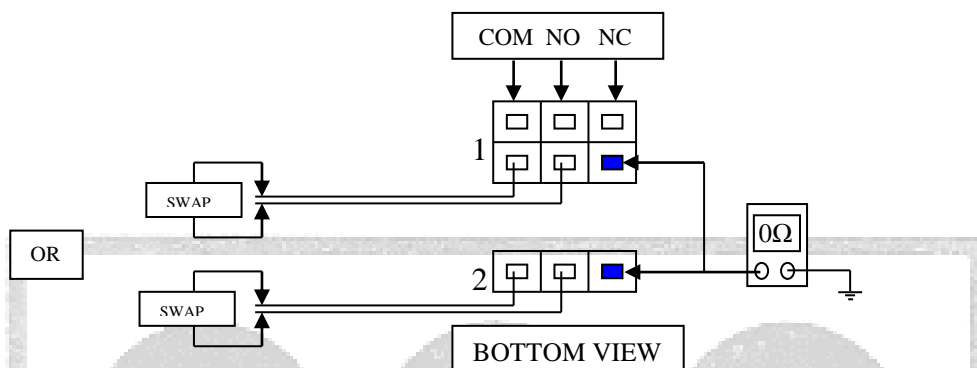 COM NO NC
1
SWAP
0Ω
OR
2
SWAP
BOTTOM VIEW